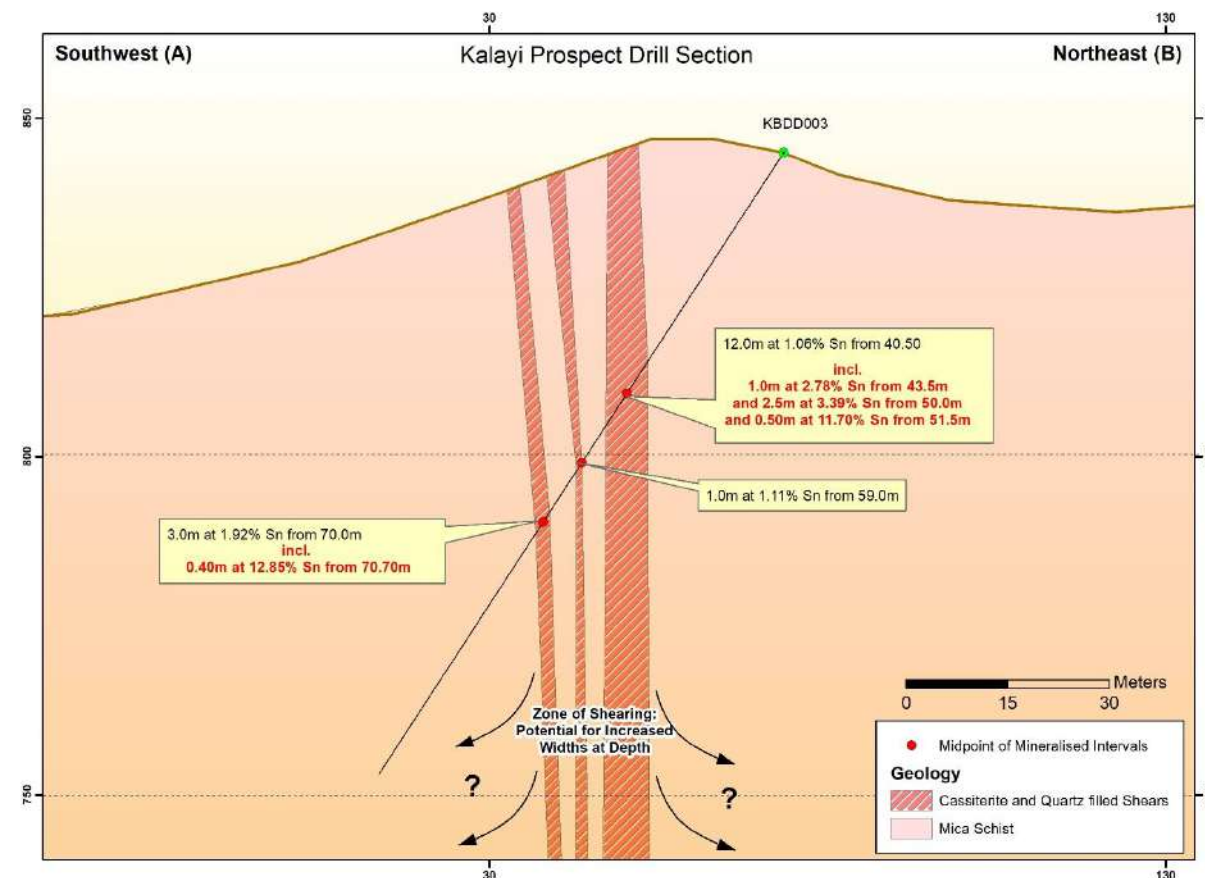 30
130
Southwest (A)
Kalayi Prospect Drill Section
Northeast (B)
850
KBDD003
12.0m at 1.06% Sn from 40.50
incl.
1.0m at 2.78% Sn from 43.5m
and 2.5m at 3.39% Sn from 50.0m
and 0.50m at 11.70% Sn from 51.5m
800
1.0m at 1.11% Sn from 59.0m
3.0m at 1.92% Sn from 70.0m
incl.
0.40m at 12.85% Sn from 70.70m
Meters
0
15
30
Zone of Shearing:
Potential for Increased
Widths at Depth
?
?
750
Midpoint of Mineralised Intervals
Geology
Cassiterite and Quartz filled Shears
Mica Schist
30
130